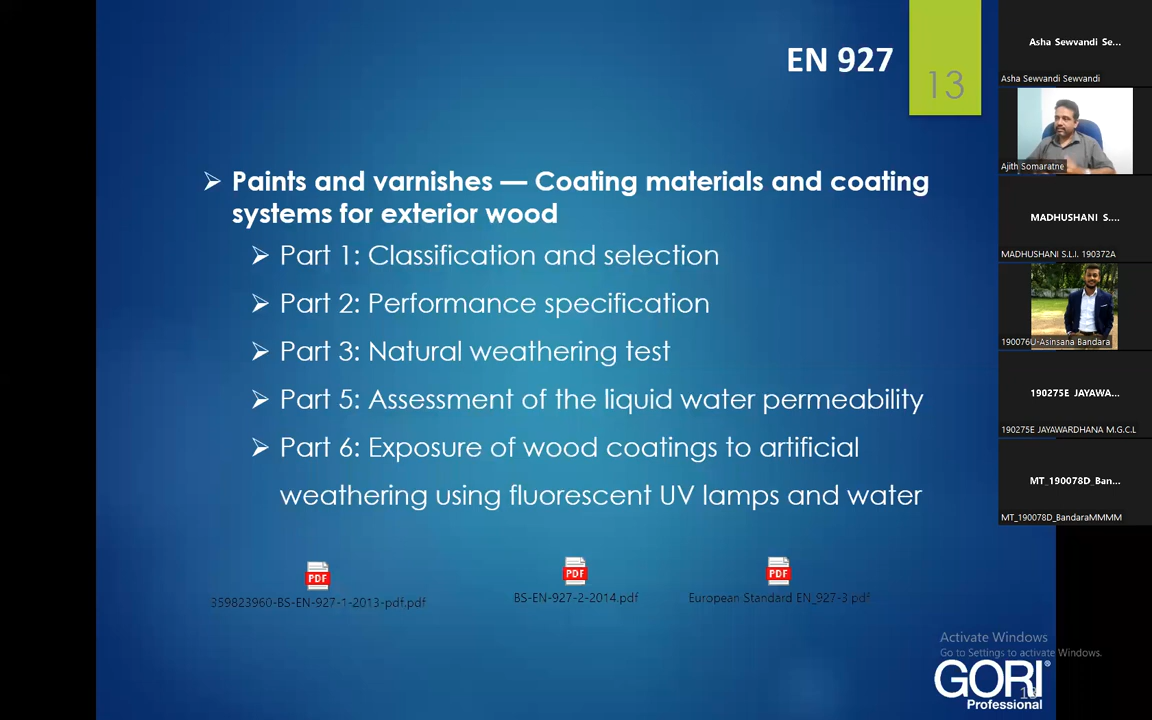 EN 927
13
➢ Paints and varnishes — Coating materials and coating
systems for exterior wood
➢ Part 1: Classification and selection
➢ Part 2: Performance specification
➢ Part 3: Natural weathering test
➢ Part 5: Assessment of the liquid water permeability
➢ Part 6: Exposure of wood coatings to artificial
weathering using fluorescent UV lamps and water
PDF
359823960-BS-EN-927-1-2013-pdf.pdf
PDF
BS-EN-927-2-2014.pdf
PDF
European Standard EN_927-3.pdf
Activate Windows
Go to Settings to activate Windows.
GORI®
13
Professional
Asha Sewvandi Se...
Asha Sewvandi Sewvandi
Ajith Somaratne
MADHUSHANI S....
MADHUSHANI S.L.I. 190372A
190076U-Asinsana Bandara
190275E JAYAWA...
190275E JAYAWARDHANA M.G.C.L
MT_190078D_Ban...
MT_190078D_BandaraMMMM